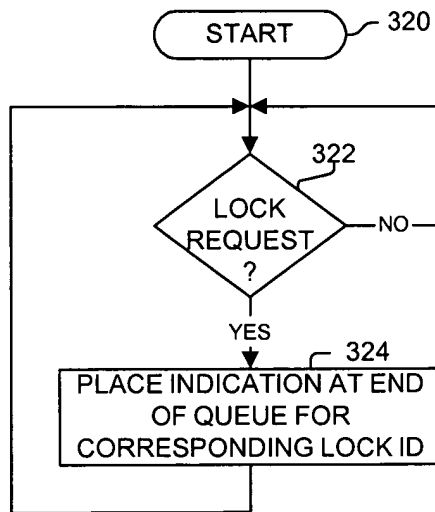 START
320
322
LOCK
REQUEST
?
NO
YES
324
PLACE INDICATION AT END
OF QUEUE FOR
CORRESPONDING LOCK ID